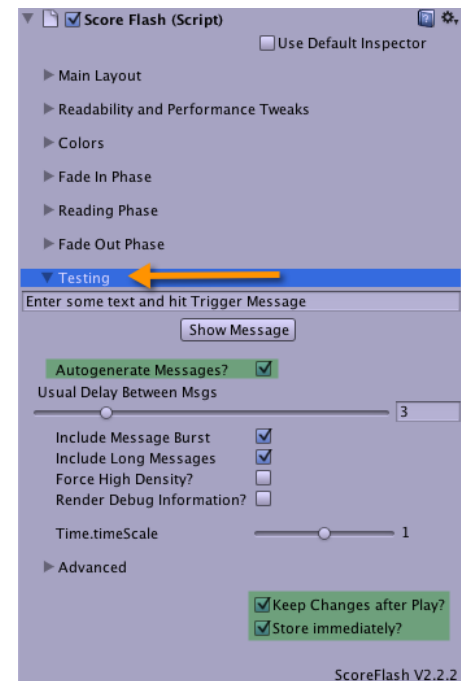 Score Flash (Script)
Use Default Inspector
Main Layout
Readability and Performance Tweaks
Colors
Fade In Phase
Reading Phase
Fade Out Phase
Testing
Enter some text and hit Trigger Message
Show Message
Autogenerate Messages?
Usual Delay Between Msgs
3
Include Message Burst
Include Long Messages
Force High Density?
Render Debug Information?
Time.timeScale 1
Advanced
Keep Changes after Play?
Store immediately?
ScoreFlash V2.2.2